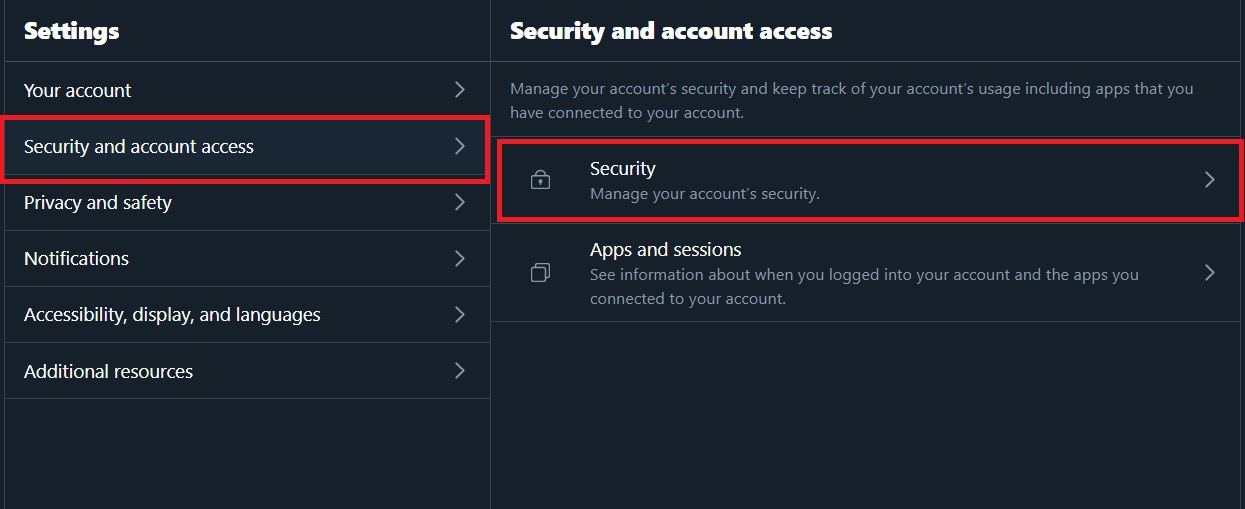 Settings
Your account
Security and account access
Privacy and safety
Notifications
Accessibility, display, and languages
Additional resources
Security and account access
Manage your account’s security and keep track of your account’s usage including apps that you
have connected to your account.
Security
Manage your account’s security.
Apps and sessions
See information about when you logged into your account and the apps you
connected to your account.